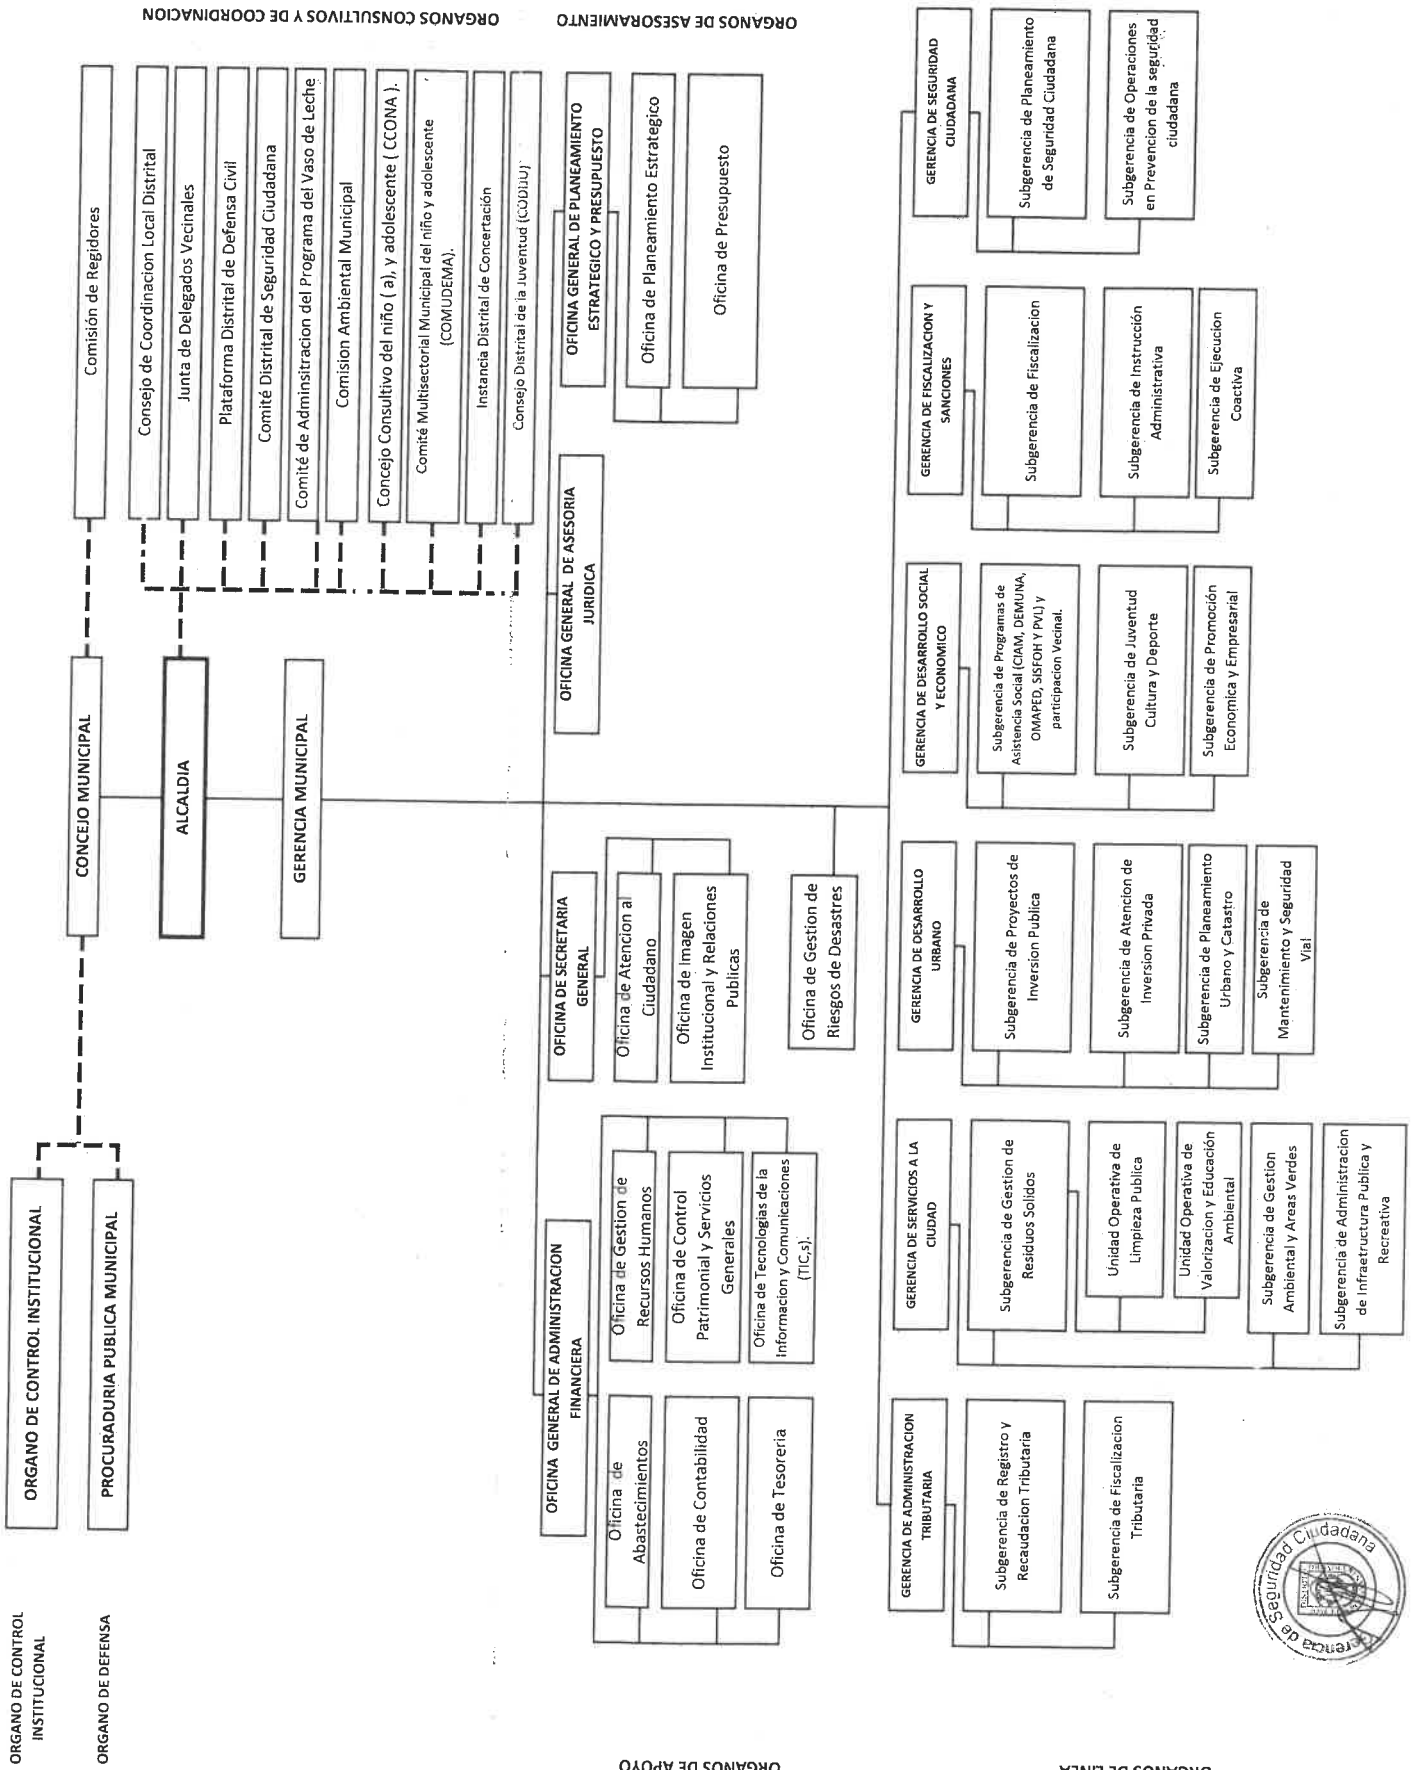 ORGANO DE CONTROL
INSTITUCIONAL
ORGANO DE DEFENSA
ORGANO DE CONTROL INSTITUCIONAL
PROCURADURIA PUBLICA MUNICIPAL
CONCEJO MUNICIPAL
ALCALDIA
GERENCIA MUNICIPAL
ORGANOS CONSULTIVOS Y DE COORDINACION
Comisión de Regidores
Consejo de Coordinacion Local Distrital
Junta de Delegados Vecinales
Plataforma Distrital de Defensa Civil
Comité Distrital de Seguridad Ciudadana
Comité de Adminsitracion del Programa del Vaso de Leche
Comision Ambiental Municipal
Concejo Consultivo del niño ( a), y adolescente ( CCONA ).
Comité Multisectorial Municipal del niño y adolescente
(COMUDEMA).
Instancia Distrital de Concertación
Consejo Distrital de la Juventud (CODIJU)
ORGANOS DE ASESORAMIENTO
OFICINA GENERAL DE ASESORIA
JURIDICA
OFICINA GENERAL DE PLANEAMIENTO
ESTRATEGICO Y PRESUPUESTO
Oficina de Planeamiento Estrategico
Oficina de Presupuesto
ORGANOS DE APOYO
OFICINA GENERAL DE ADMINISTRACION
FINANCIERA
Oficina de
Abastecimientos
Oficina de Contabilidad
Oficina de Tesoreria
Oficina de Gestion de
Recursos Humanos
Oficina de Control
Patrimonial y Servicios
Generales
Oficina de Tecnologias de la
Informacion y Comunicaciones
(TIC,s).
OFICINA DE SECRETARIA
GENERAL
Oficina de Atencion al
Ciudadano
Oficina de Imagen
Institucional y Relaciones
Publicas
Oficina de Gestion de
Riesgos de Desastres
ORGANOS DE LINEA
GERENCIA DE ADMINISTRACION
TRIBUTARIA
Subgerencia de Registro y
Recaudacion Tributaria
Subgerencia de Fiscalizacion
Tributaria
GERENCIA DE SERVICIOS A LA
CIUDAD
Subgerencia de Gestion de
Residuos Solidos
Unidad Operativa de
Limpieza Publica
Unidad Operativa de
Valorizacion y Educación
Ambiental
Subgerencia de Gestion
Ambiental y Areas Verdes
Subgerencia de Administracion
de Infraetructura Publica y
Recreativa
GERENCIA DE DESARROLLO
URBANO
Subgerencia de Proyectos de
Inversion Publica
Subgerencia de Atencion de
Inversion Privada
Subgerencia de Planeamiento
Urbano y Catastro
Subgerencia de
Mantenimiento y Seguridad
Vial
GERENCIA DE DESARROLLO SOCIAL
Y ECONOMICO
Subgerencia de Programas de
Asistencia Social (CIAM, DEMUNA,
OMAPED, SISFOH Y PVL) y
participacion Vecinal.
Subgerencia de Juventud
Cultura y Deporte
Subgerencia de Promoción
Economica y Empresarial
GERENCIA DE FISCALIZACION Y
SANCIONES
Subgerencia de Fiscalización
Subgerencia de Instrucción
Administrativa
Subgerencia de Ejecucion
Coactiva
GERENCIA DE SEGURIDAD
CIUDADANA
Subgerencia de Planeamiento
de Seguridad Ciudadana
Subgerencia de Operaciones
en Prevencion de la seguridad
ciudadana
Gerencia de Seguridad Ciudadana